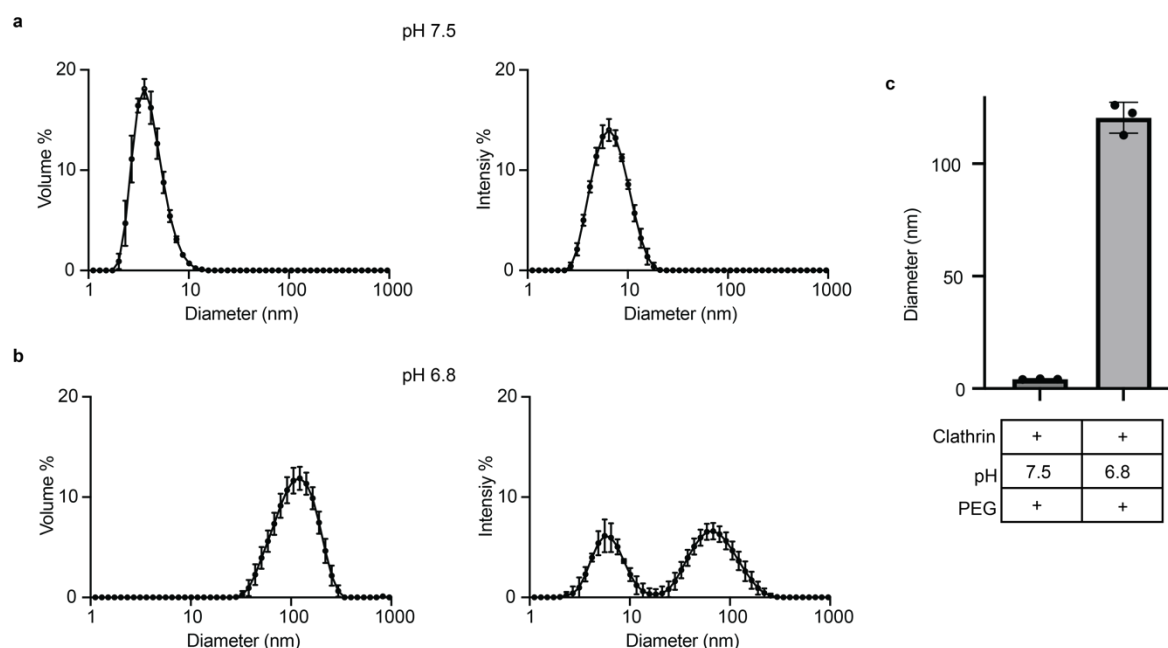 a
pH 7.5
20
10
0
Volume %
1 10 100 1000
Diameter (nm)
20
10
0
Intensiy %
1 10 100 1000
Diameter (nm)
b
pH 6.8
20
10
0
Volume %
1 10 100 1000
Diameter (nm)
20
10
0
Intensiy %
1 10 100 1000
Diameter (nm)
c
100
50
0
Diameter (nm)
Clathrin + +
pH 7.5 6.8
PEG + +